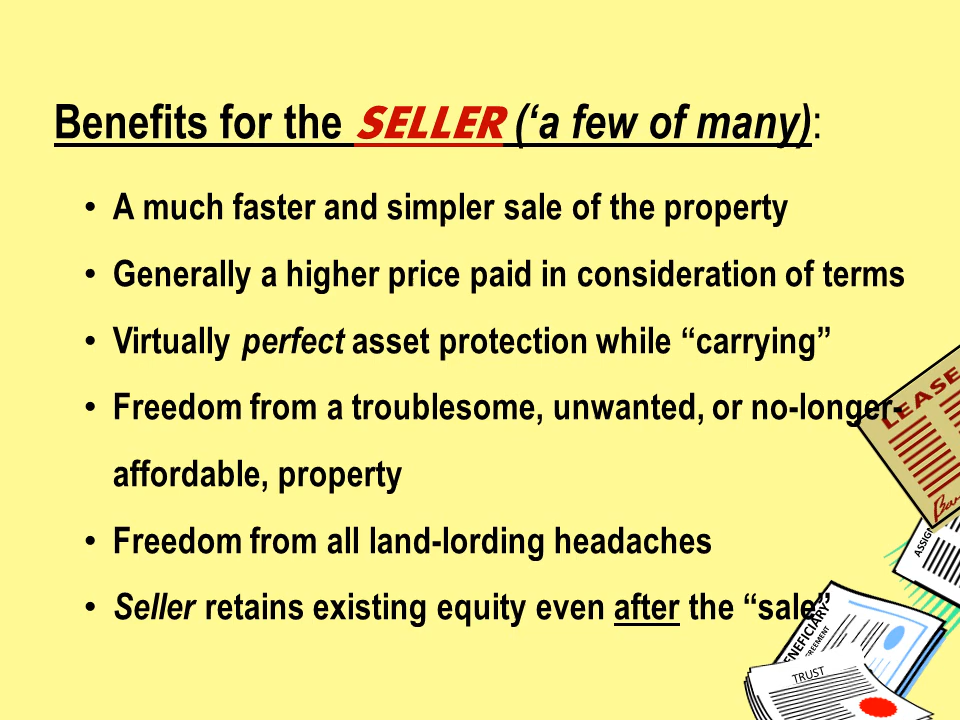 Benefits for the SELLER (‘a few of many):
• A much faster and simpler sale of the property
• Generally a higher price paid in consideration of terms
• Virtually perfect asset protection while “carrying”
• Freedom from a troublesome, unwanted, or no-longer-
affordable, property
• Freedom from all land-lording headaches
• Seller retains existing equity even after the “sale”
LEASE
TRUST